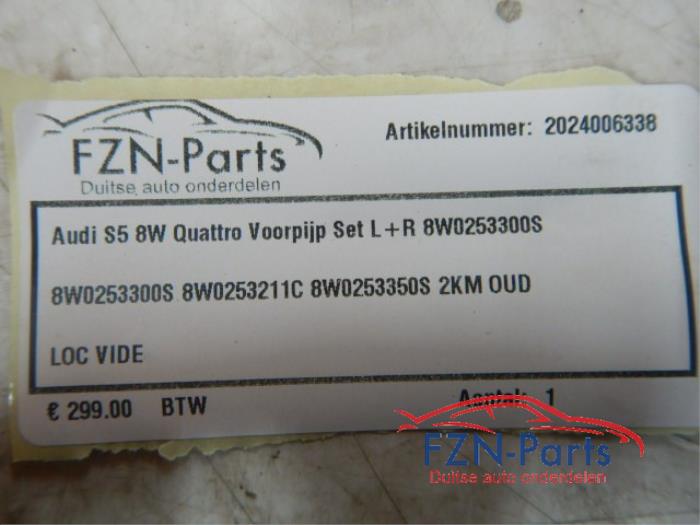 FZN-Parts
Duitse auto onderdelen
Artikelnummer: 2024006338
Audi S5 8W Quattro Voorpijp Set L+R 8W0253300S
8W0253300S 8W0253211C 8W0253350S 2KM OUD
LOC VIDE
€ 299.00 BTW
Aantal: 1
FZN-Parts
Duitse auto onderdelen